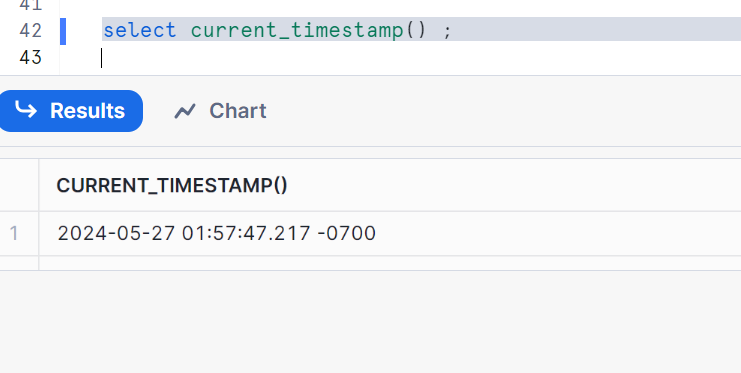 41
42 select current_timestamp() ;
43
Results Chart
CURRENT_TIMESTAMP()
1 2024-05-27 01:57:47.217 -0700